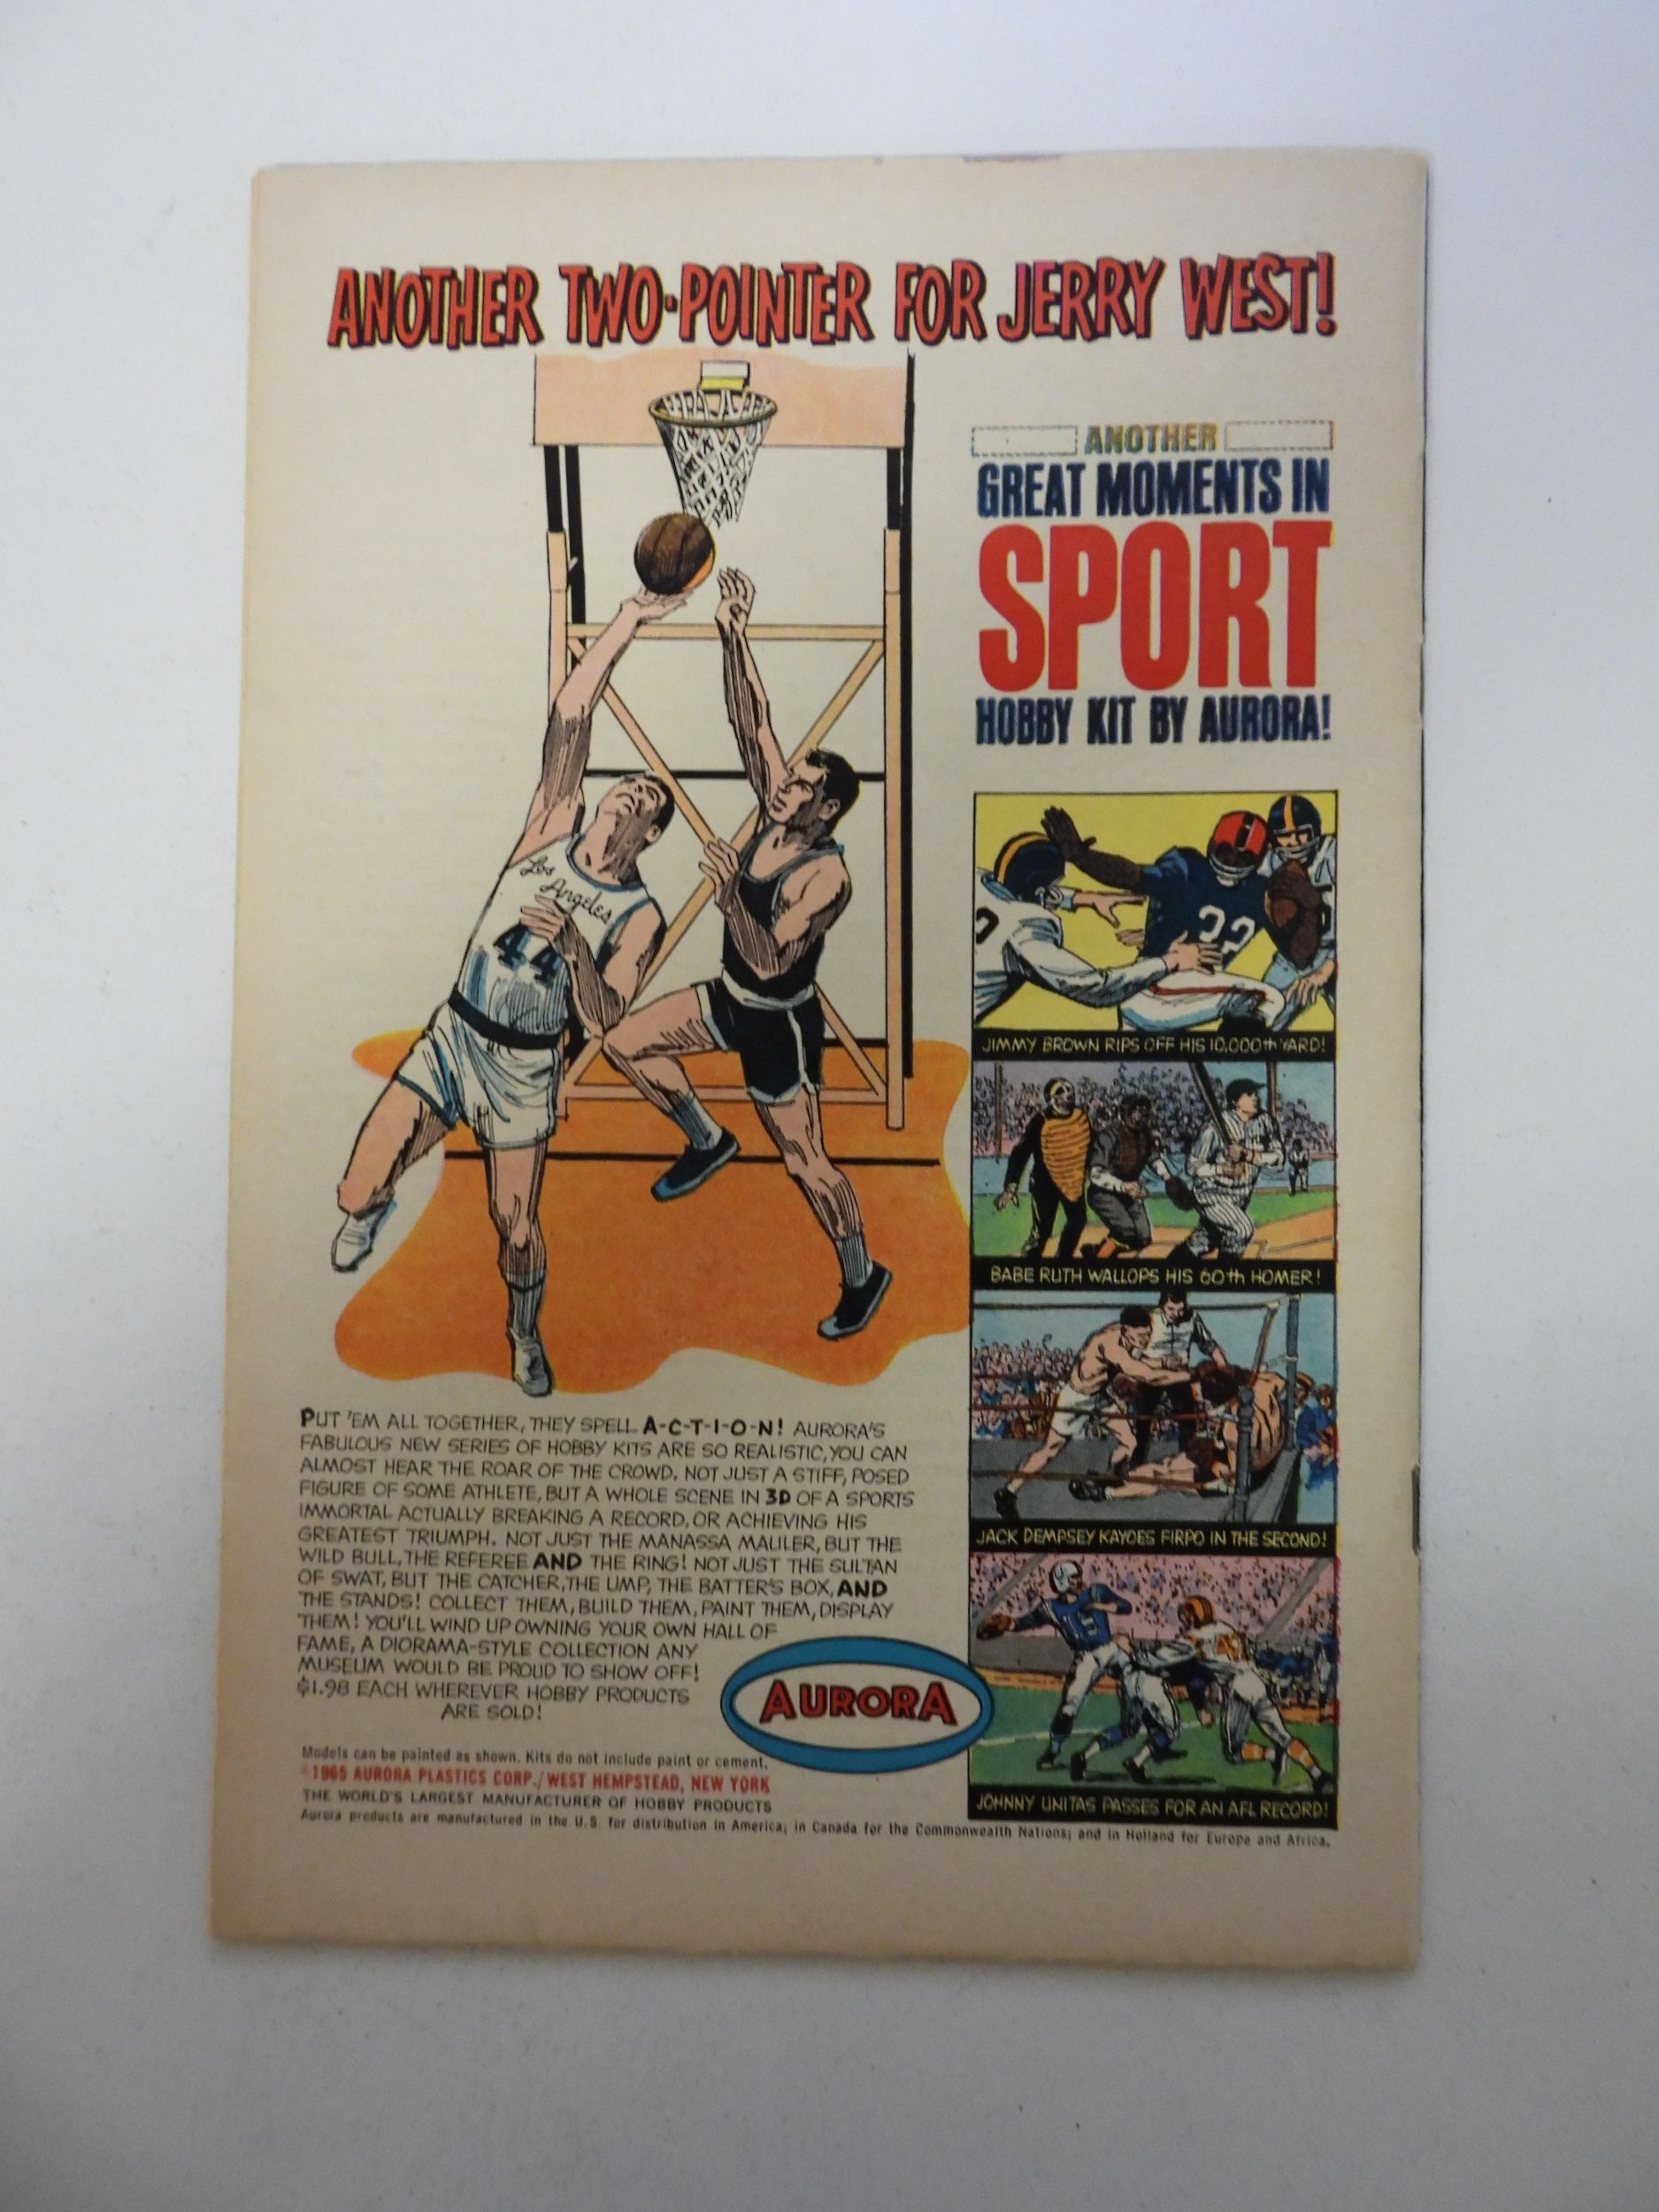 ANOTHER TWO-POINTER FOR JERRY WEST!
ANOTHER
GREAT MOMENTS IN
SPORT
HOBBY KIT BY AURORA!
Los
Angeles
44
22
JIMMY BROWN RIPS OFF HIS 10,000th YARD!
BABE RUTH WALLOPS HIS 60th HOMER!
JACK DEMPSEY KAYOES FIRPO IN THE SECOND!
JOHNNY UNITAS PASSES FOR AN AFL RECORD!
PUT 'EM ALL TOGETHER, THEY SPELL A-C-T-I-O-N! AURORA'S
FABULOUS NEW SERIES OF HOBBY KITS ARE SO REALISTIC, YOU CAN
ALMOST HEAR THE ROAR OF THE CROWD. NOT JUST A STIFF, POSED
FIGURE OF SOME ATHLETE, BUT A WHOLE SCENE IN 3D OF A SPORTS
IMMORTAL ACTUALLY BREAKING A RECORD, OR ACHIEVING HIS
GREATEST TRIUMPH. NOT JUST THE MANASSA MAULER, BUT THE
WILD BULL, THE REFEREE AND THE RING! NOT JUST THE SULTAN
OF SWAT, BUT THE CATCHER, THE UMP, THE BATTER'S BOX, AND
THE STANDS! COLLECT THEM, BUILD THEM, PAINT THEM, DISPLAY
THEM! YOU'LL WIND UP OWNING YOUR OWN HALL OF
FAME, A DIORAMA-STYLE COLLECTION ANY
MUSEUM WOULD BE PROUD TO SHOW OFF!
$1.98 EACH WHEREVER HOBBY PRODUCTS
ARE SOLD!
AURORA
Models can be painted as shown. Kits do not include paint or cement.
©1965 AURORA PLASTICS CORP./WEST HEMPSTEAD, NEW YORK
THE WORLD'S LARGEST MANUFACTURER OF HOBBY PRODUCTS
Aurora products are manufactured in the U.S. for distribution in America; in Canada for the Commonwealth Nations; and in Holland for Europe and Africa.